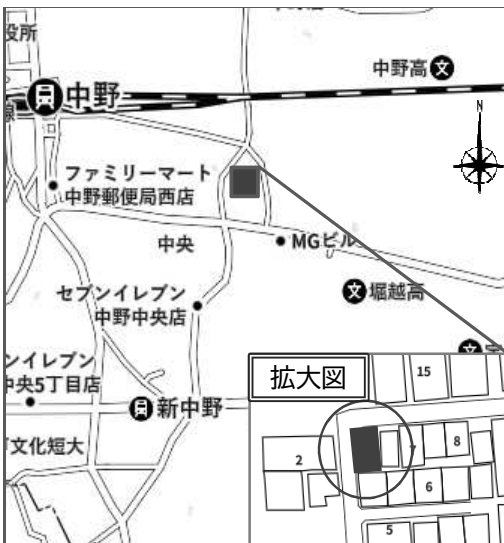 役所
中野高
中野
線
N
ファミリーマート
中野郵便局西店
中央
MGビル
セブンイレブン
中野中央店
堀越高
ンイレブン
中央5丁目店
新中野
文化短大
拡大図
15
2
7
8
6
5